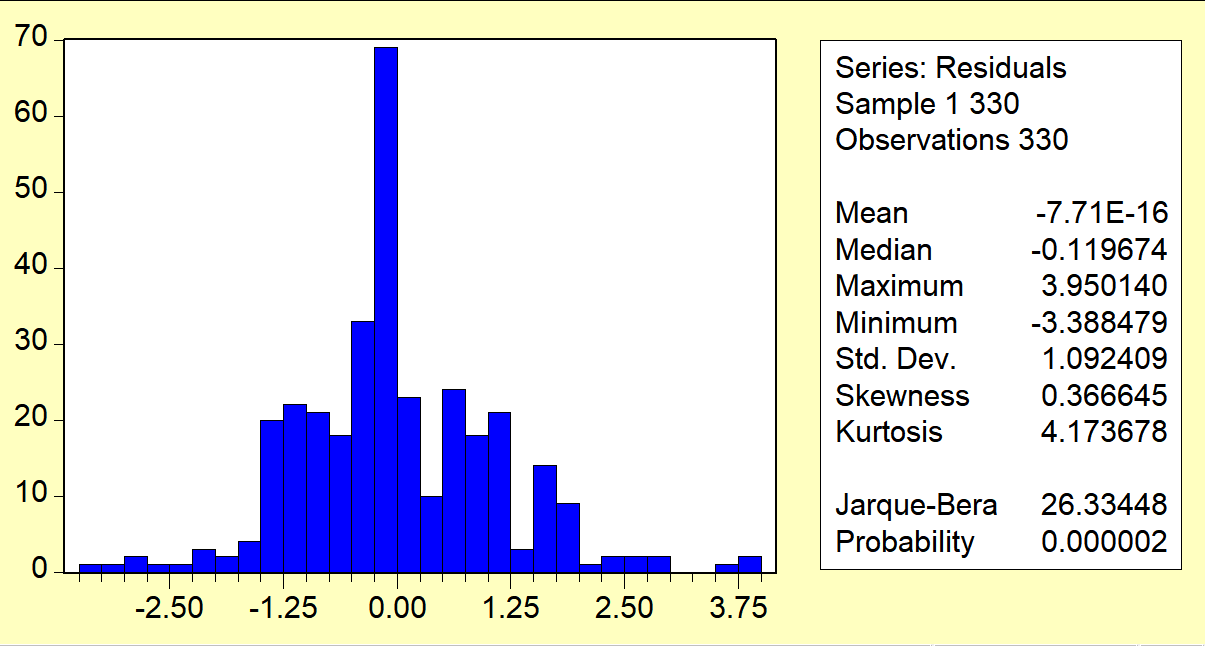 70
60
50
40
30
20
10
0
-2.50 -1.25 0.00 1.25 2.50 3.75
Series: Residuals
Sample 1 330
Observations 330
Mean -7.71E-16
Median -0.119674
Maximum 3.950140
Minimum -3.388479
Std. Dev. 1.092409
Skewness 0.366645
Kurtosis 4.173678
Jarque-Bera 26.33448
Probability 0.000002